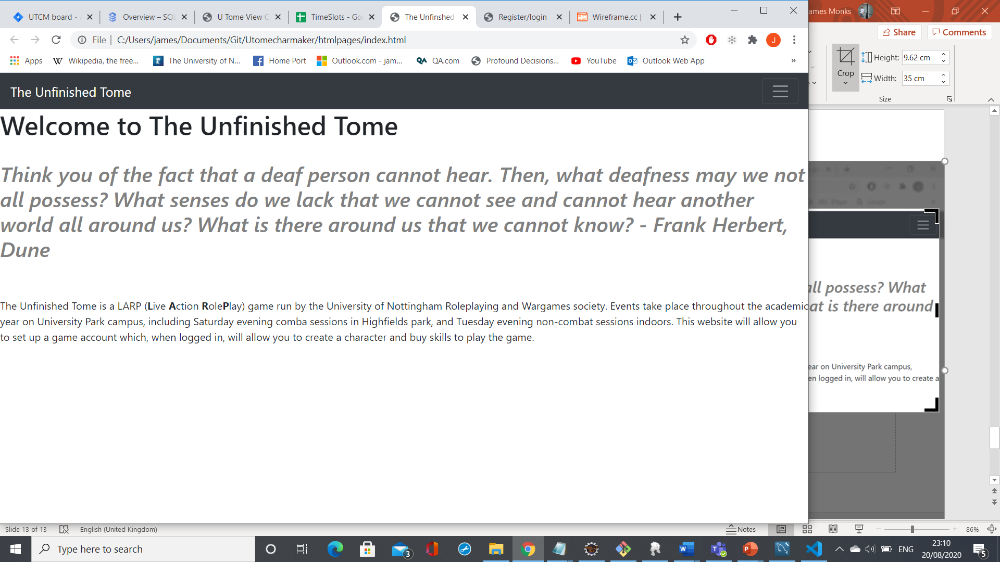 UTCM board -
Overview – SQL
U Tome View C
TimeSlots - Go
The Unfinshed
Register/login
Wireframe.cc |
ames Monks
File
C:/Users/james/Documents/Git/Utomecharmaker/htmlpages/index.html
J
Share
Comments
Apps
Wikipedia, the free...
The University of N...
Home Port
Outlook.com - jam...
QA.com
Profound Decisions...
YouTube
Outlook Web App
»
Crop
Height: 9.62 cm
Width: 35 cm
Size
The Unfinished Tome
Welcome to The Unfinished Tome
Think you of the fact that a deaf person cannot hear. Then, what deafness may we not
all possess? What senses do we lack that we cannot see and cannot hear another
world all around us? What is there around us that we cannot know? - Frank Herbert,
Dune
The Unfinished Tome is a LARP (Live Action RolePlay) game run by the University of Nottingham Roleplaying and Wargames society. Events take place throughout the academic
year on University Park campus, including Saturday evening comba sessions in Highfields park, and Tuesday evening non-combat sessions indoors. This website will allow you
to set up a game account which, when logged in, will allow you to create a character and buy skills to play the game.
all possess? What
at is there around
ear on University Park campus,
en logged in, will allow you to create a
Slide 13 of 13
English (United Kingdom)
Notes
86%
Type here to search
3
ENG
23:10
20/08/2020
5